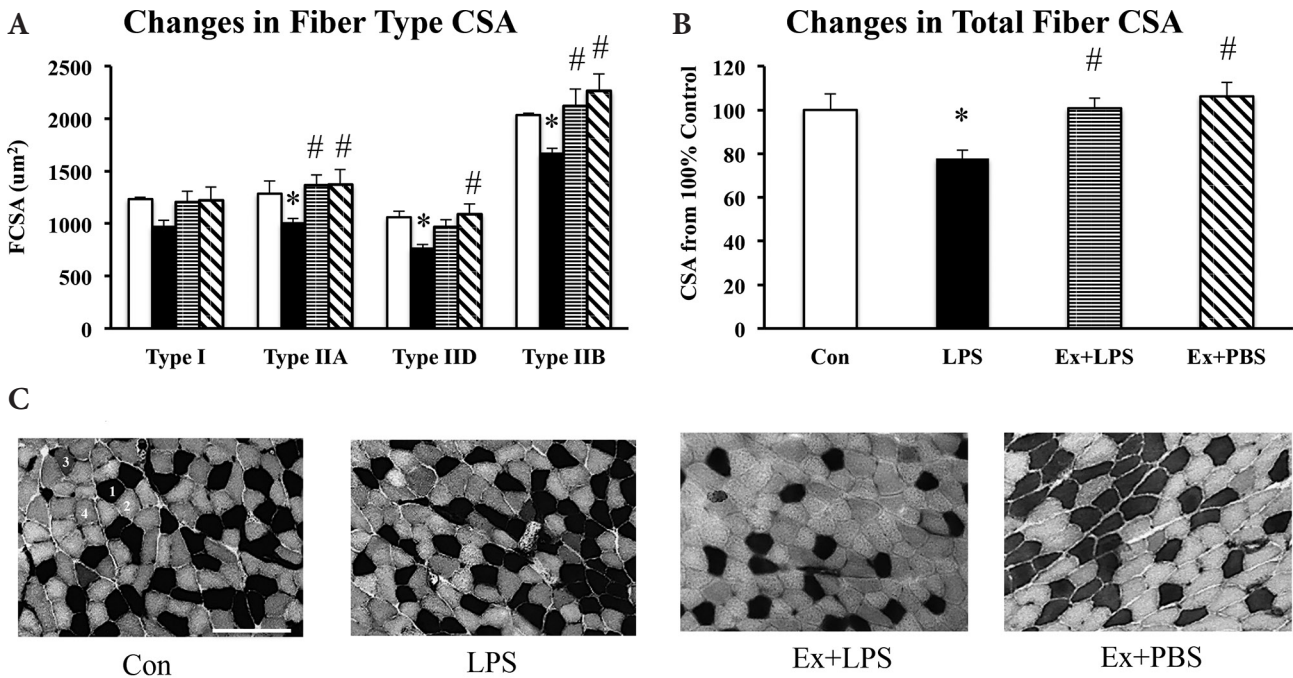 A
Changes in Fiber Type CSA
FCSA (um²)
2500
2000
1500
1000
500
0
*
# #
*
#
*
# #
Type I Type IIA Type IID Type IIB
B
Changes in Total Fiber CSA
CSA from 100% Control
120
100
80
60
40
20
0
*
#
#
Con LPS Ex+LPS Ex+PBS
C
3
1
4 2
Con LPS Ex+LPS Ex+PBS